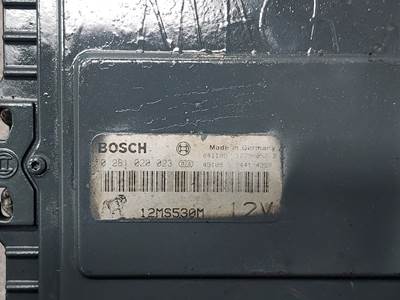 BOSCH
Made in Germany
0 281 020 023
12MS530M 12V